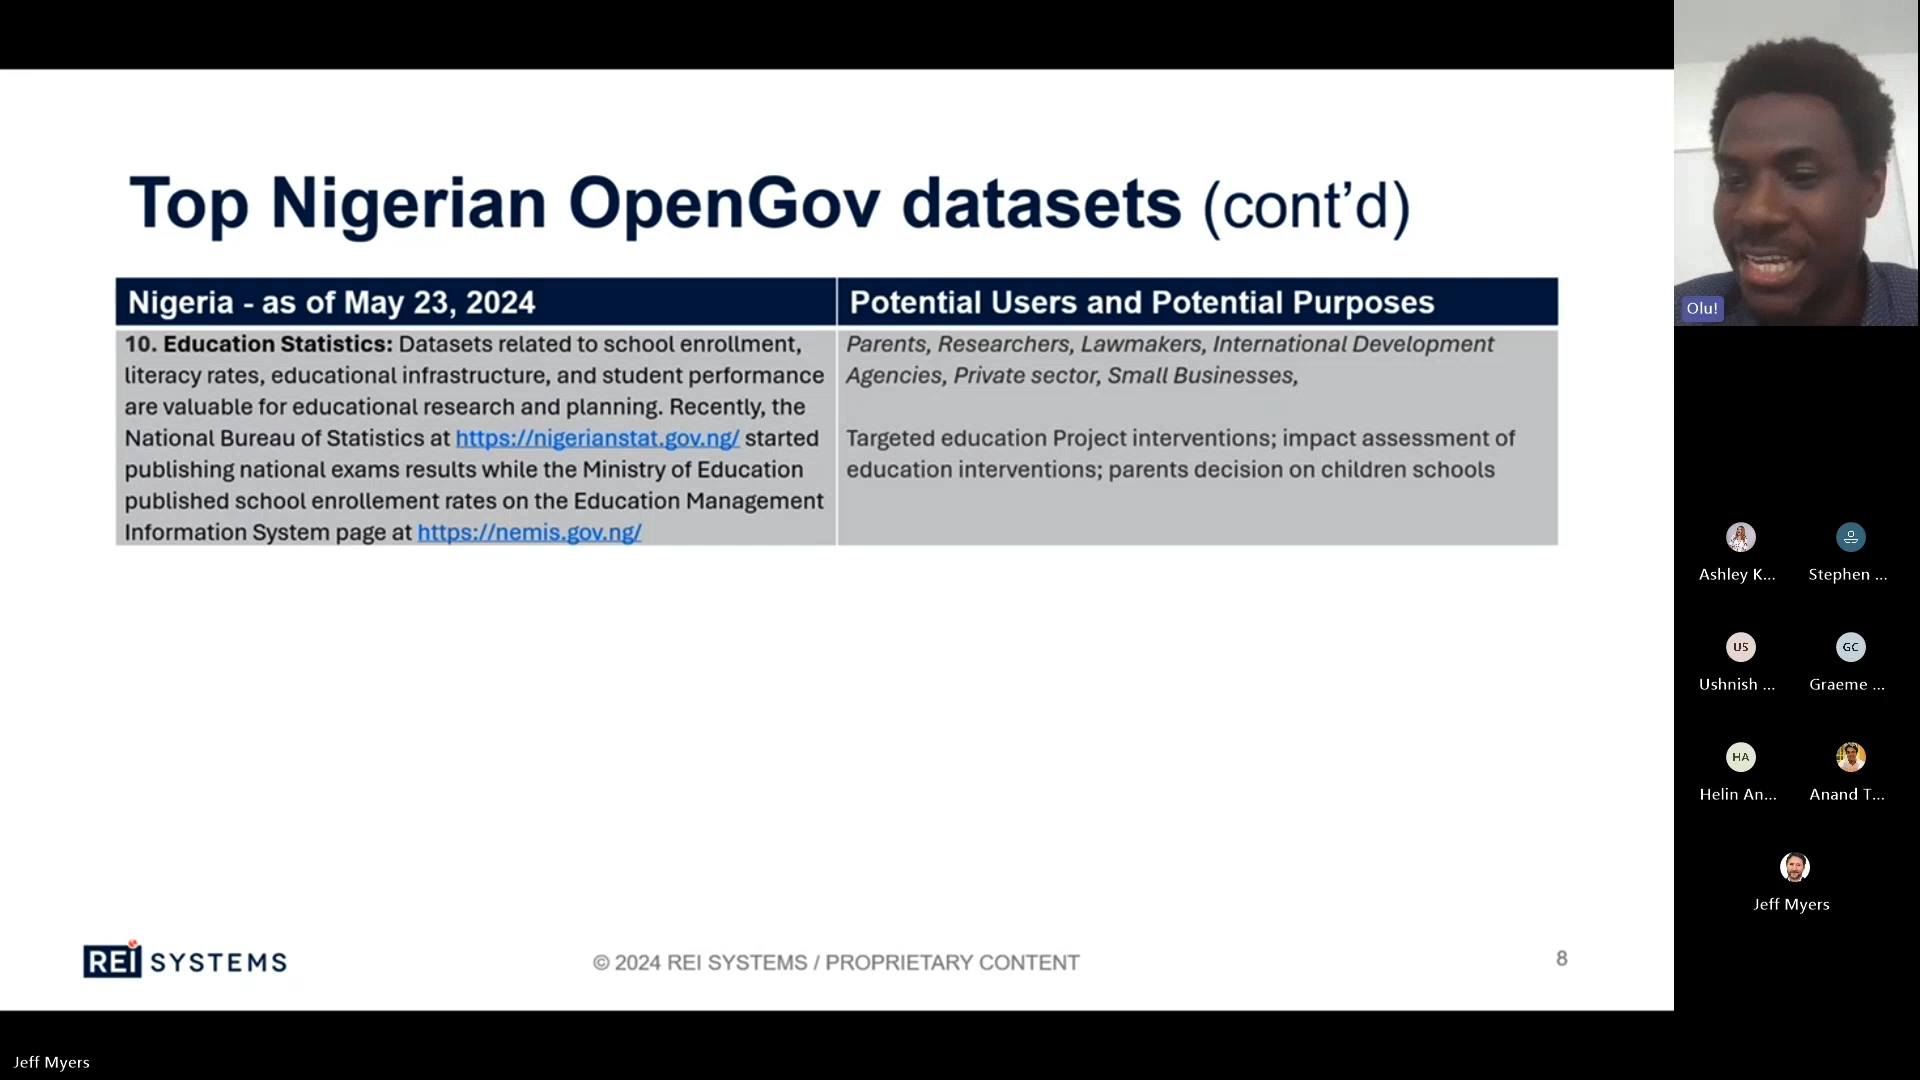 Top Nigerian OpenGov datasets (cont'd)
Nigeria - as of May 23, 2024
10. Education Statistics: Datasets related to school enrollment,
literacy rates, educational infrastructure, and student performance
are valuable for educational research and planning. Recently, the
National Bureau of Statistics at https://nigerianstat.gov.ng/ started
publishing national exams results while the Ministry of Education
published school enrollement rates on the Education Management
Information System page at https://nemis.gov.ng/
Potential Users and Potential Purposes
Parents, Researchers, Lawmakers, International Development
Agencies, Private sector, Small Businesses,
Targeted education Project interventions; impact assessment of
education interventions; parents decision on children schools
REI SYSTEMS
© 2024 REI SYSTEMS / PROPRIETARY CONTENT
8
Olu!
Ashley K...
Stephen ...
US
GC
Ushnish ...
Graeme ...
HA
Helin An...
Anand T...
Jeff Myers
Jeff Myers